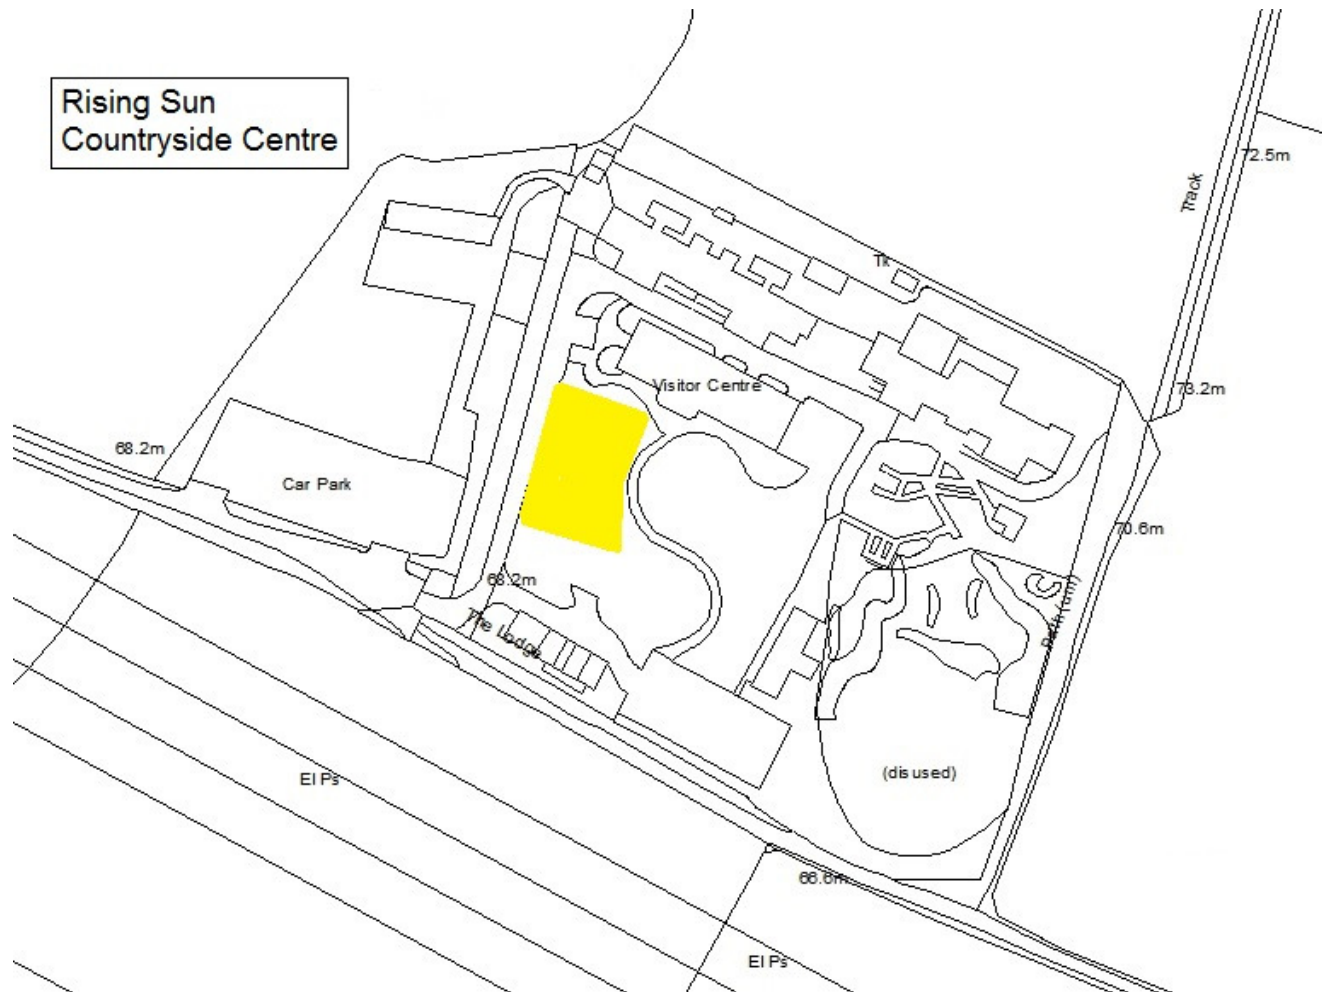 Rising Sun
Countryside Centre
72.5m
Track
Tk
Visitor Centre
73.2m
68.2m
Car Park
70.6m
68.2m
Path (um)
The Lodge
(disused)
El Ps
66.6m
El Ps